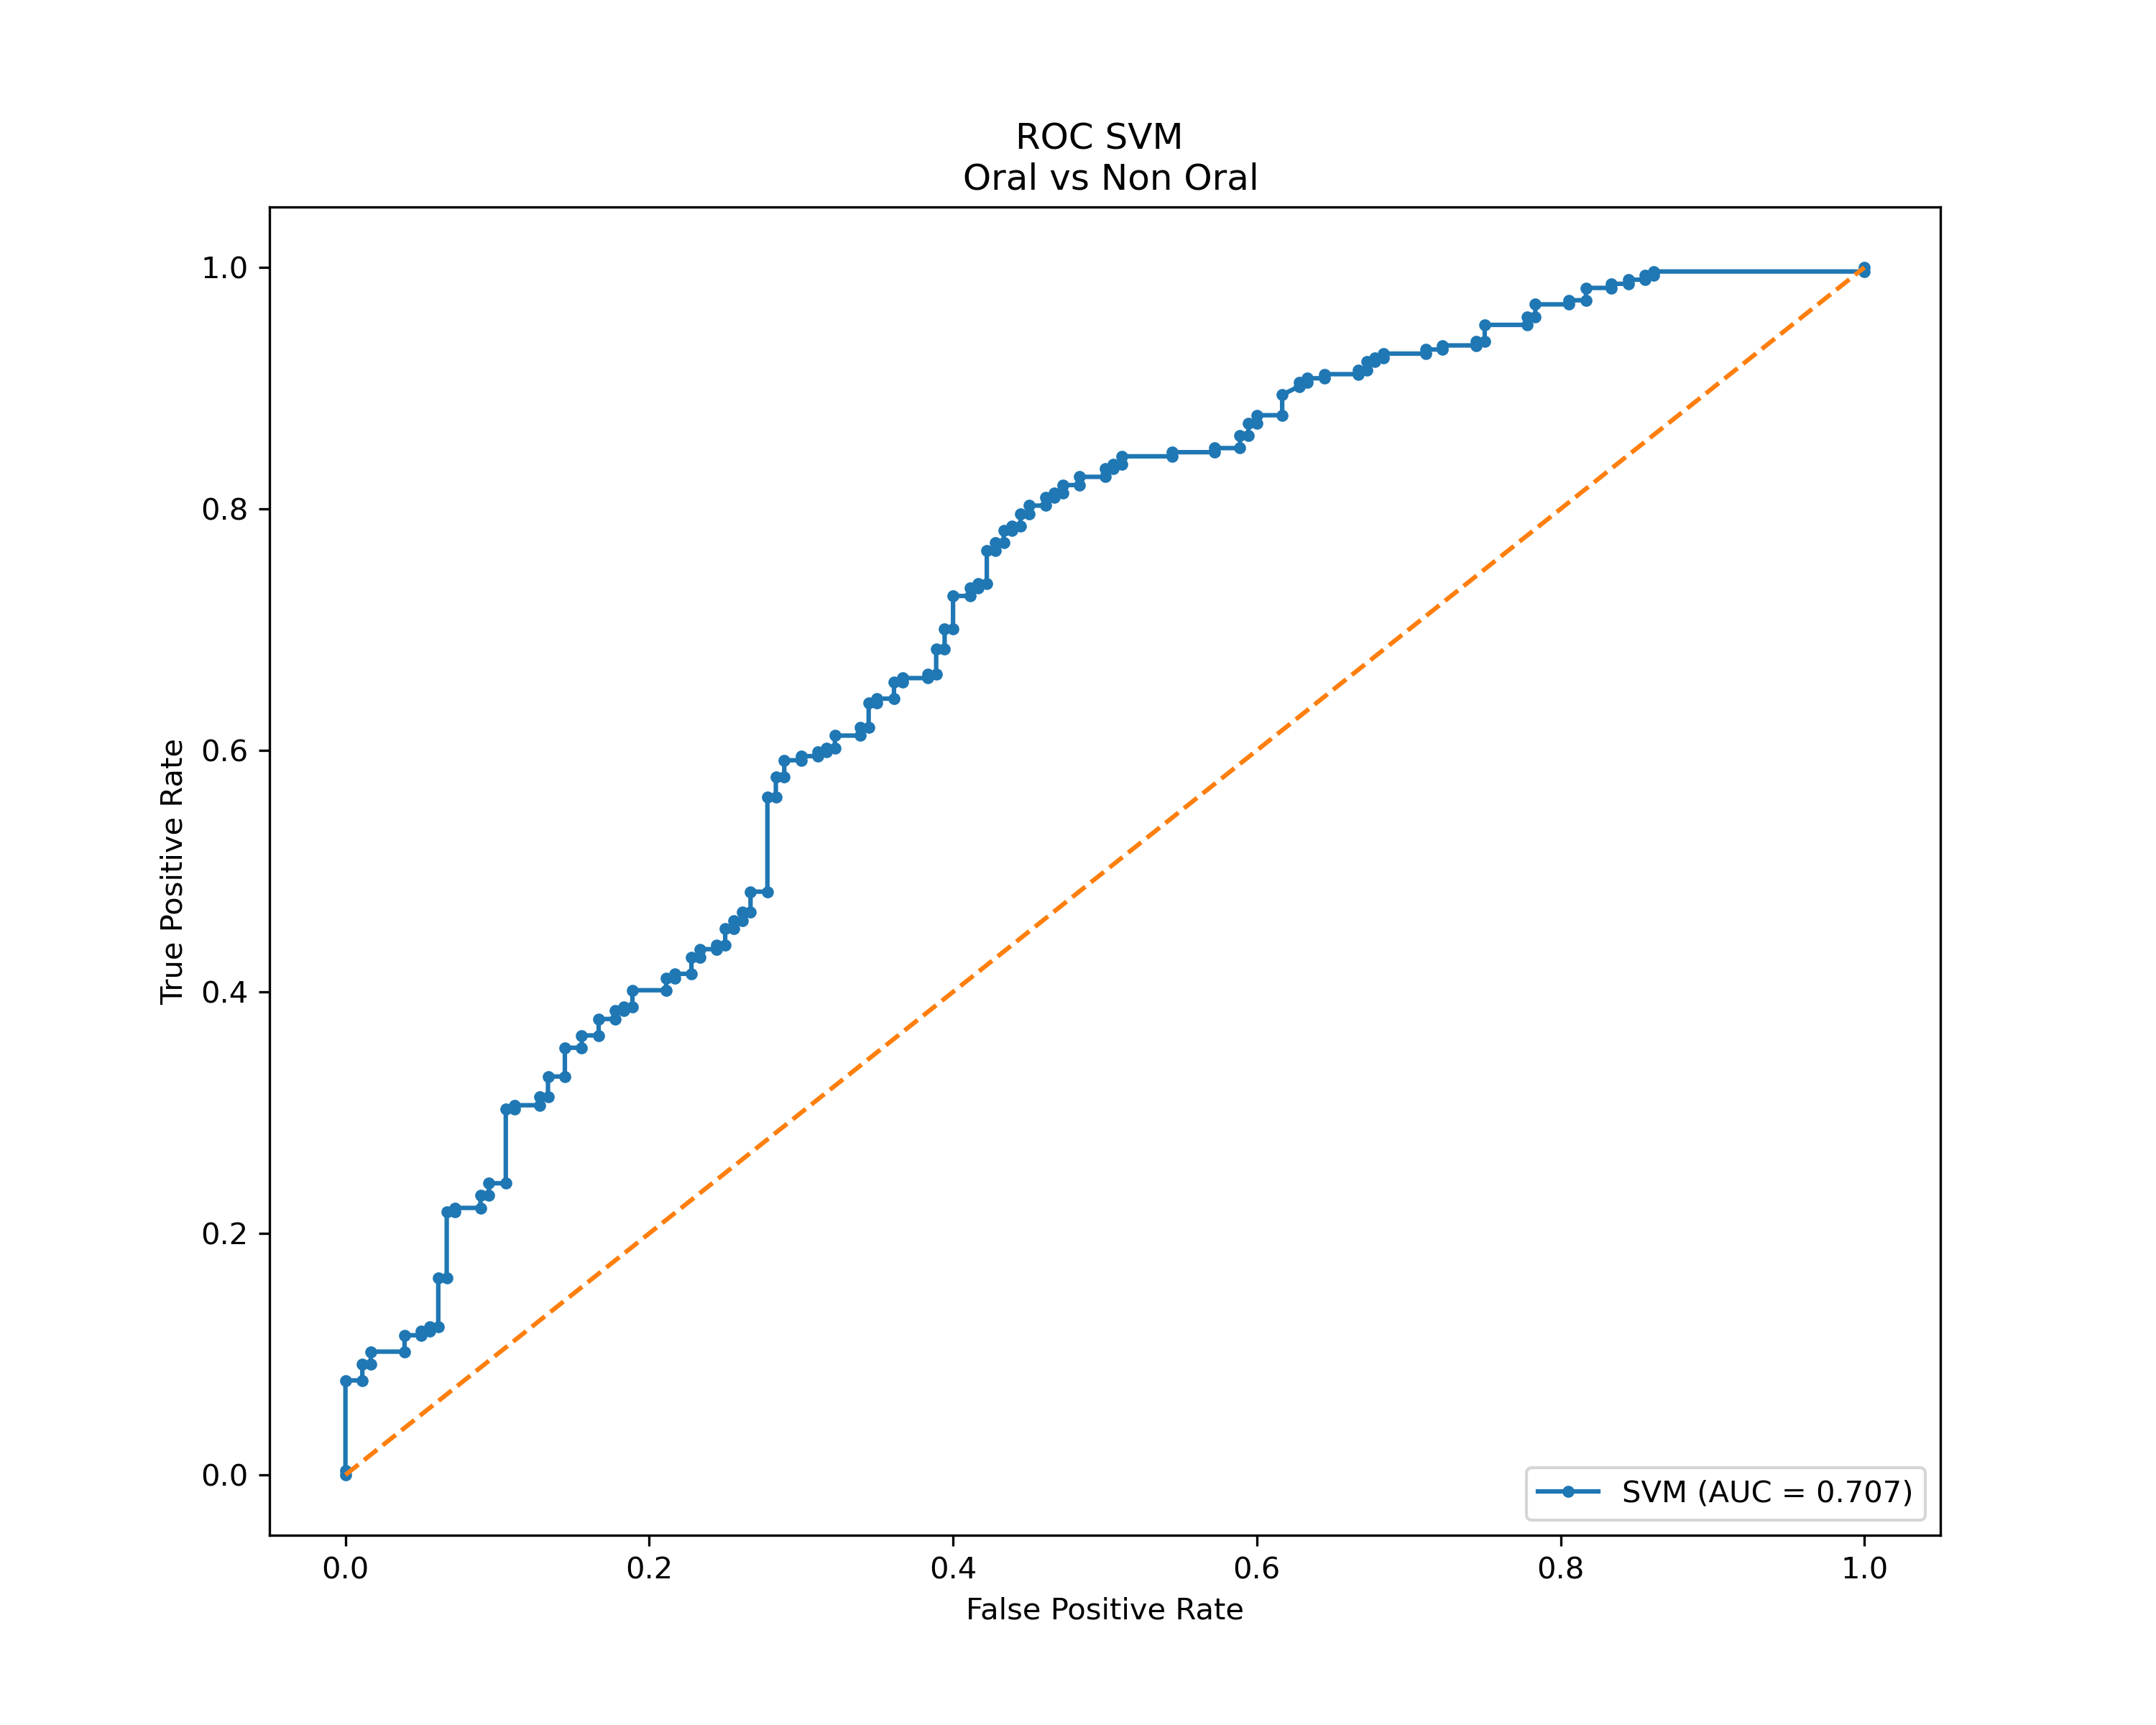 ROC SVM
Oral vs Non Oral
True Positive Rate
1.0
0.8
0.6
0.4
0.2
0.0
SVM (AUC = 0.707)
0.0 0.2 0.4 0.6 0.8 1.0
False Positive Rate